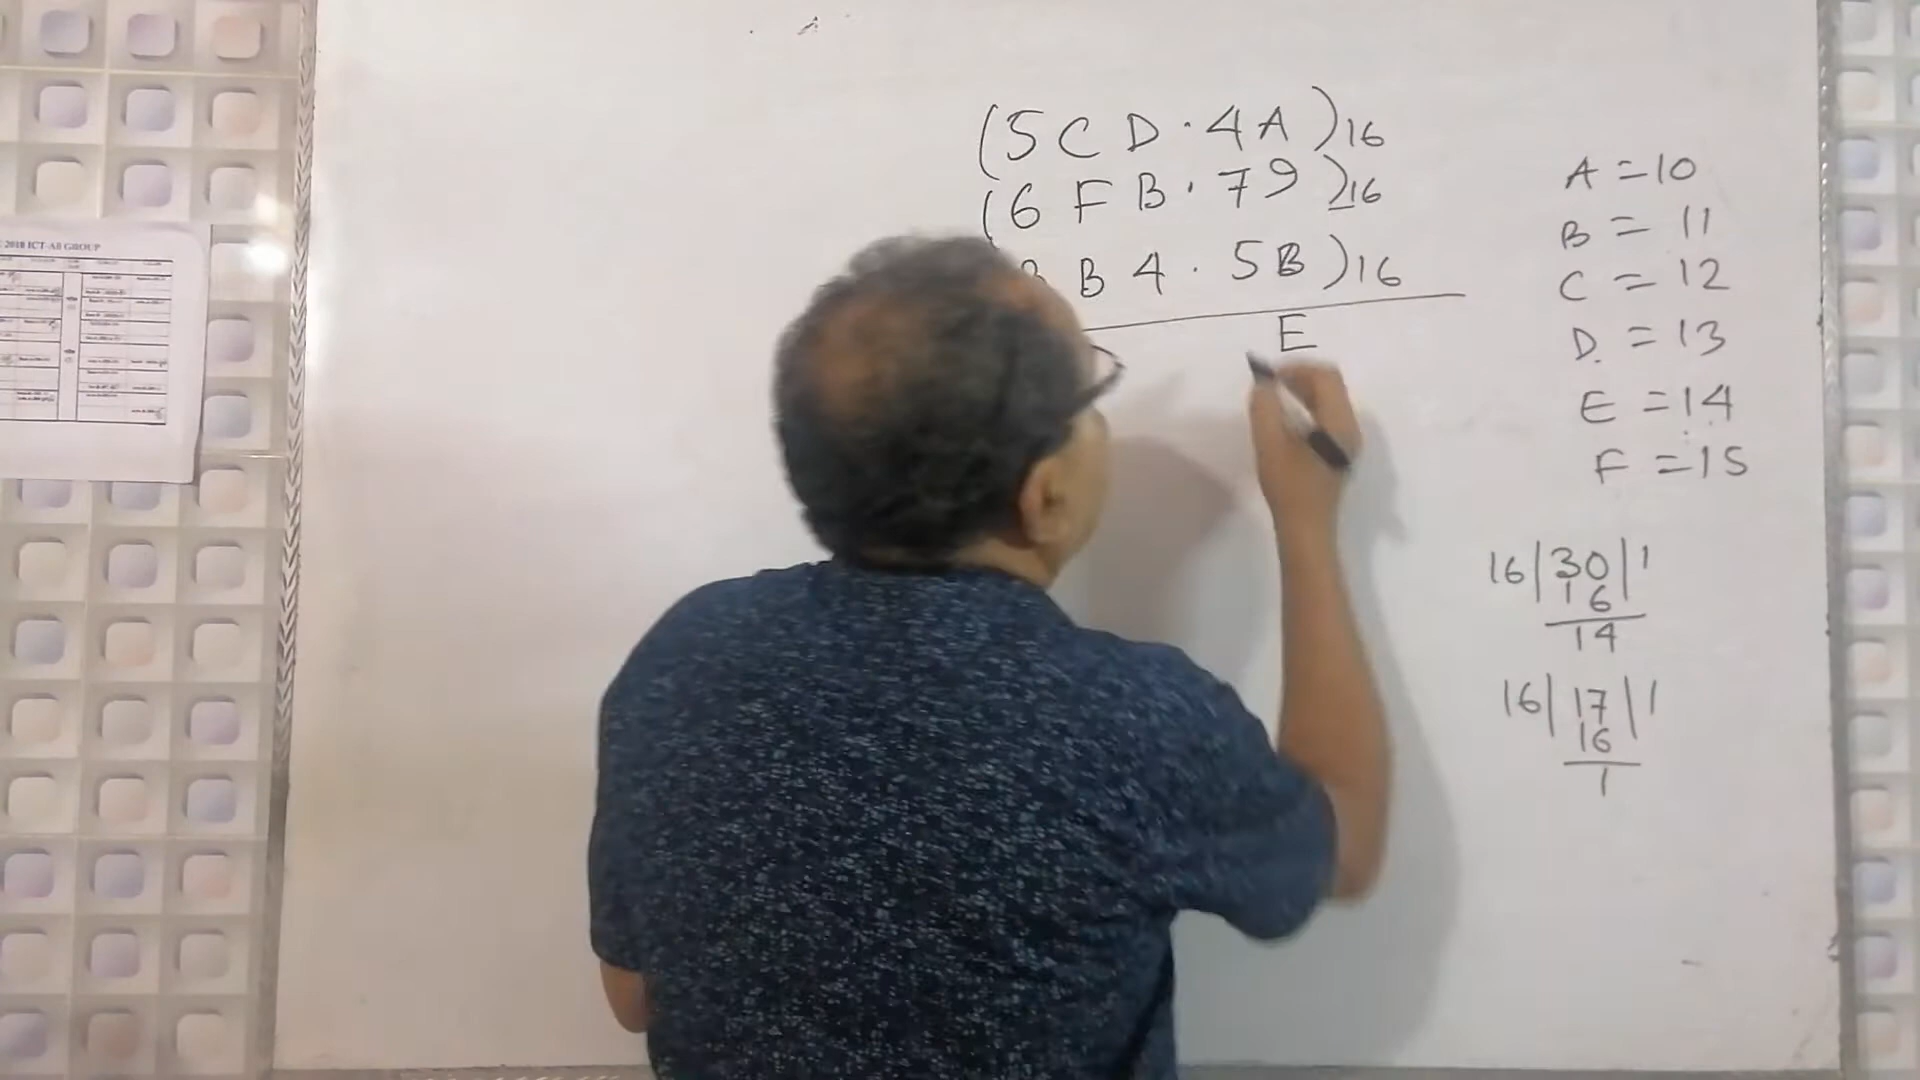 (5CD.4A)16
(6FB.79)16
B4.5B)16
E
A=10
B=11
C=12
D.=13
E=14
F=15
16|30|1
16
14
16|17|1
16
1
2018 ICT-AB GROUP